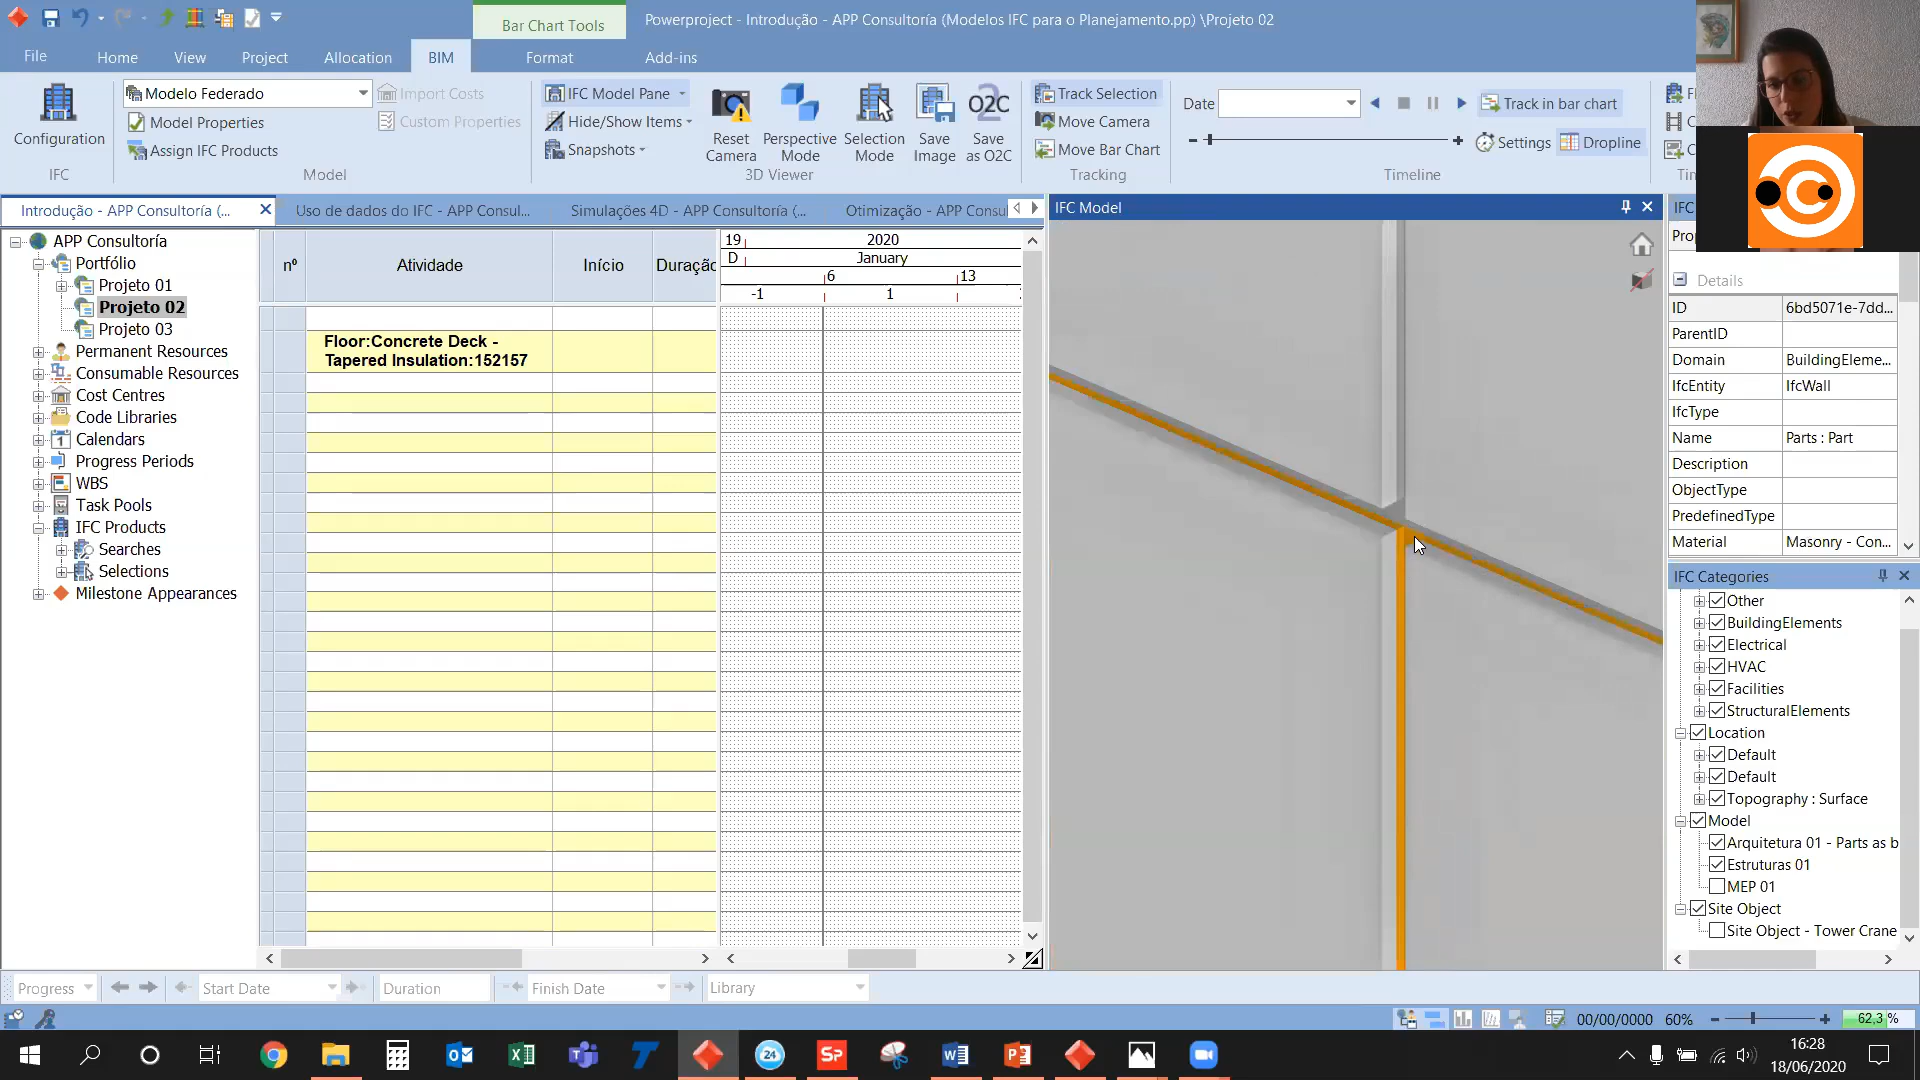 Bar Chart Tools
Powerproject - Introdução - APP Consultoría (Modelos IFC para o Planejamento.pp) \Projeto 02
File
Home
View
Project
Allocation
BIM
Format
Add-ins
Configuration
IFC
Modelo Federado
Model Properties
Assign IFC Products
Import Costs
Custom Properties
Model
IFC Model Pane
Hide/Show Items
Snapshots
Reset
Camera
Perspective
Mode
Selection
Mode
Save
Image
O2C
Save
as O2C
3D Viewer
Track Selection
Move Camera
Move Bar Chart
Tracking
Date
Track in bar chart
Settings
Dropline
Timeline
Introdução - APP Consultoría (...
Uso de dados do IFC - APP Consul...
Simulações 4D - APP Consultoría (...
Otimização - APP Consu
IFC Model
IFC
APP Consultoría
Portfólio
Projeto 01
Projeto 02
Projeto 03
Permanent Resources
Consumable Resources
Cost Centres
Code Libraries
Calendars
Progress Periods
WBS
Task Pools
IFC Products
Searches
Selections
Milestone Appearances
nº
Atividade
Início
Duração
19
2020
D
January
6
13
-1
1
Floor:Concrete Deck -
Tapered Insulation:152157
Details
ID 6bd5071e-7dd...
ParentID
Domain BuildingEleme...
IfcEntity IfcWall
IfcType
Name Parts : Part
Description
ObjectType
PredefinedType
Material Masonry - Con...
IFC Categories
Other
BuildingElements
Electrical
HVAC
Facilities
StructuralElements
Location
Default
Default
Topography : Surface
Model
Arquitetura 01 - Parts as b
Estruturas 01
MEP 01
Site Object
Site Object - Tower Crane
Progress
Start Date
Duration
Finish Date
Library
00/00/0000
60%
62,3 %
24
SP
16:28
18/06/2020